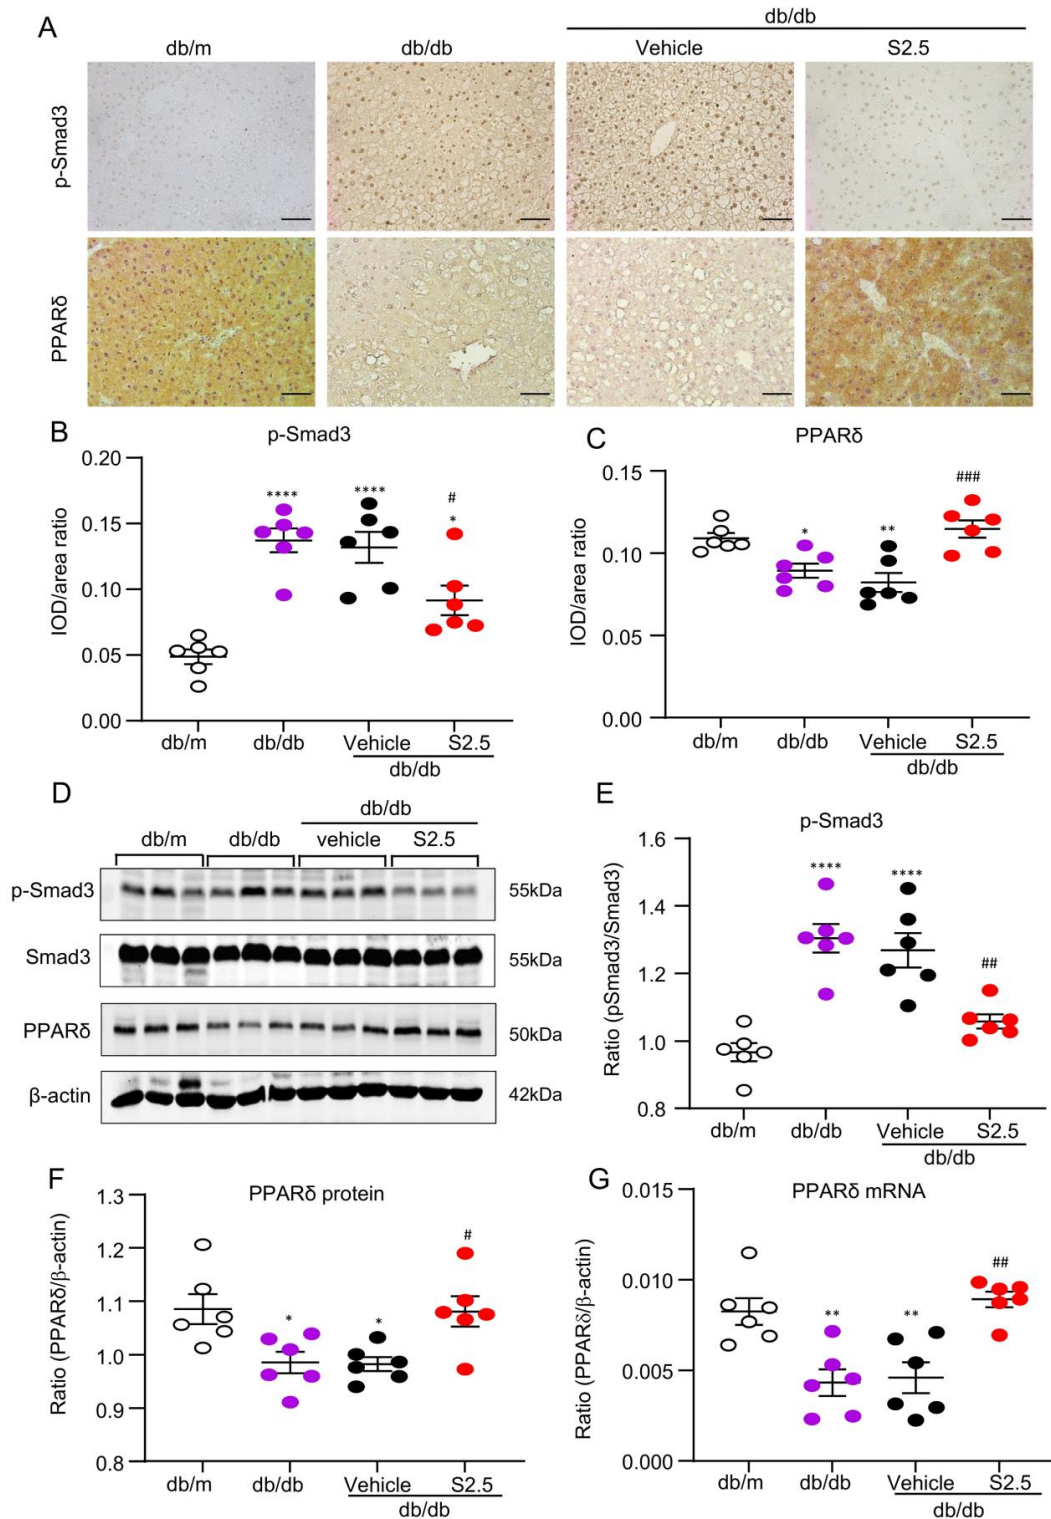 A
db/db
db/m db/db Vehicle S2.5
p-Smad3
PPARδ
B
p-Smad3
IOD/area ratio
0.20
0.15
0.10
0.05
0.00
**** **** # *
db/m db/db Vehicle S2.5
db/db
C
PPARδ
IOD/area ratio
0.15
0.10
0.05
0.00
* ** ###
db/m db/db Vehicle S2.5
db/db
D
db/db
db/m db/db vehicle S2.5
p-Smad3 55kDa
Smad3 55kDa
PPARδ 50kDa
β-actin 42kDa
E
p-Smad3
Ratio (pSmad3/Smad3)
1.6
1.4
1.2
1.0
0.8
**** **** ##
db/m db/db Vehicle S2.5
db/db
F
PPARδ protein
Ratio (PPARδ/β-actin)
1.3
1.2
1.1
1.0
0.9
0.8
* * #
db/m db/db Vehicle S2.5
db/db
G
PPARδ mRNA
Ratio (PPARδ/β-actin)
0.015
0.010
0.005
0.000
** ** ##
db/m db/db Vehicle S2.5
db/db